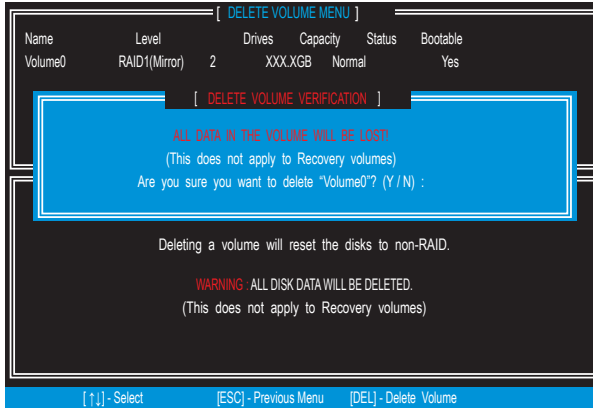 [ DELETE VOLUME MENU ]
Name Level Drives Capacity Status Bootable
Volume0 RAID1(Mirror) 2 XXX.XGB Normal Yes
[ DELETE VOLUME VERIFICATION ]
ALL DATA IN THE VOLUME WILL BE LOST!
(This does not apply to Recovery volumes)
Are you sure you want to delete “Volume0”? (Y / N) :
Deleting a volume will reset the disks to non-RAID.
WARNING : ALL DISK DATA WILL BE DELETED.
(This does not apply to Recovery volumes)
[ ↑↓] - Select [ESC] - Previous Menu [DEL] - Delete Volume